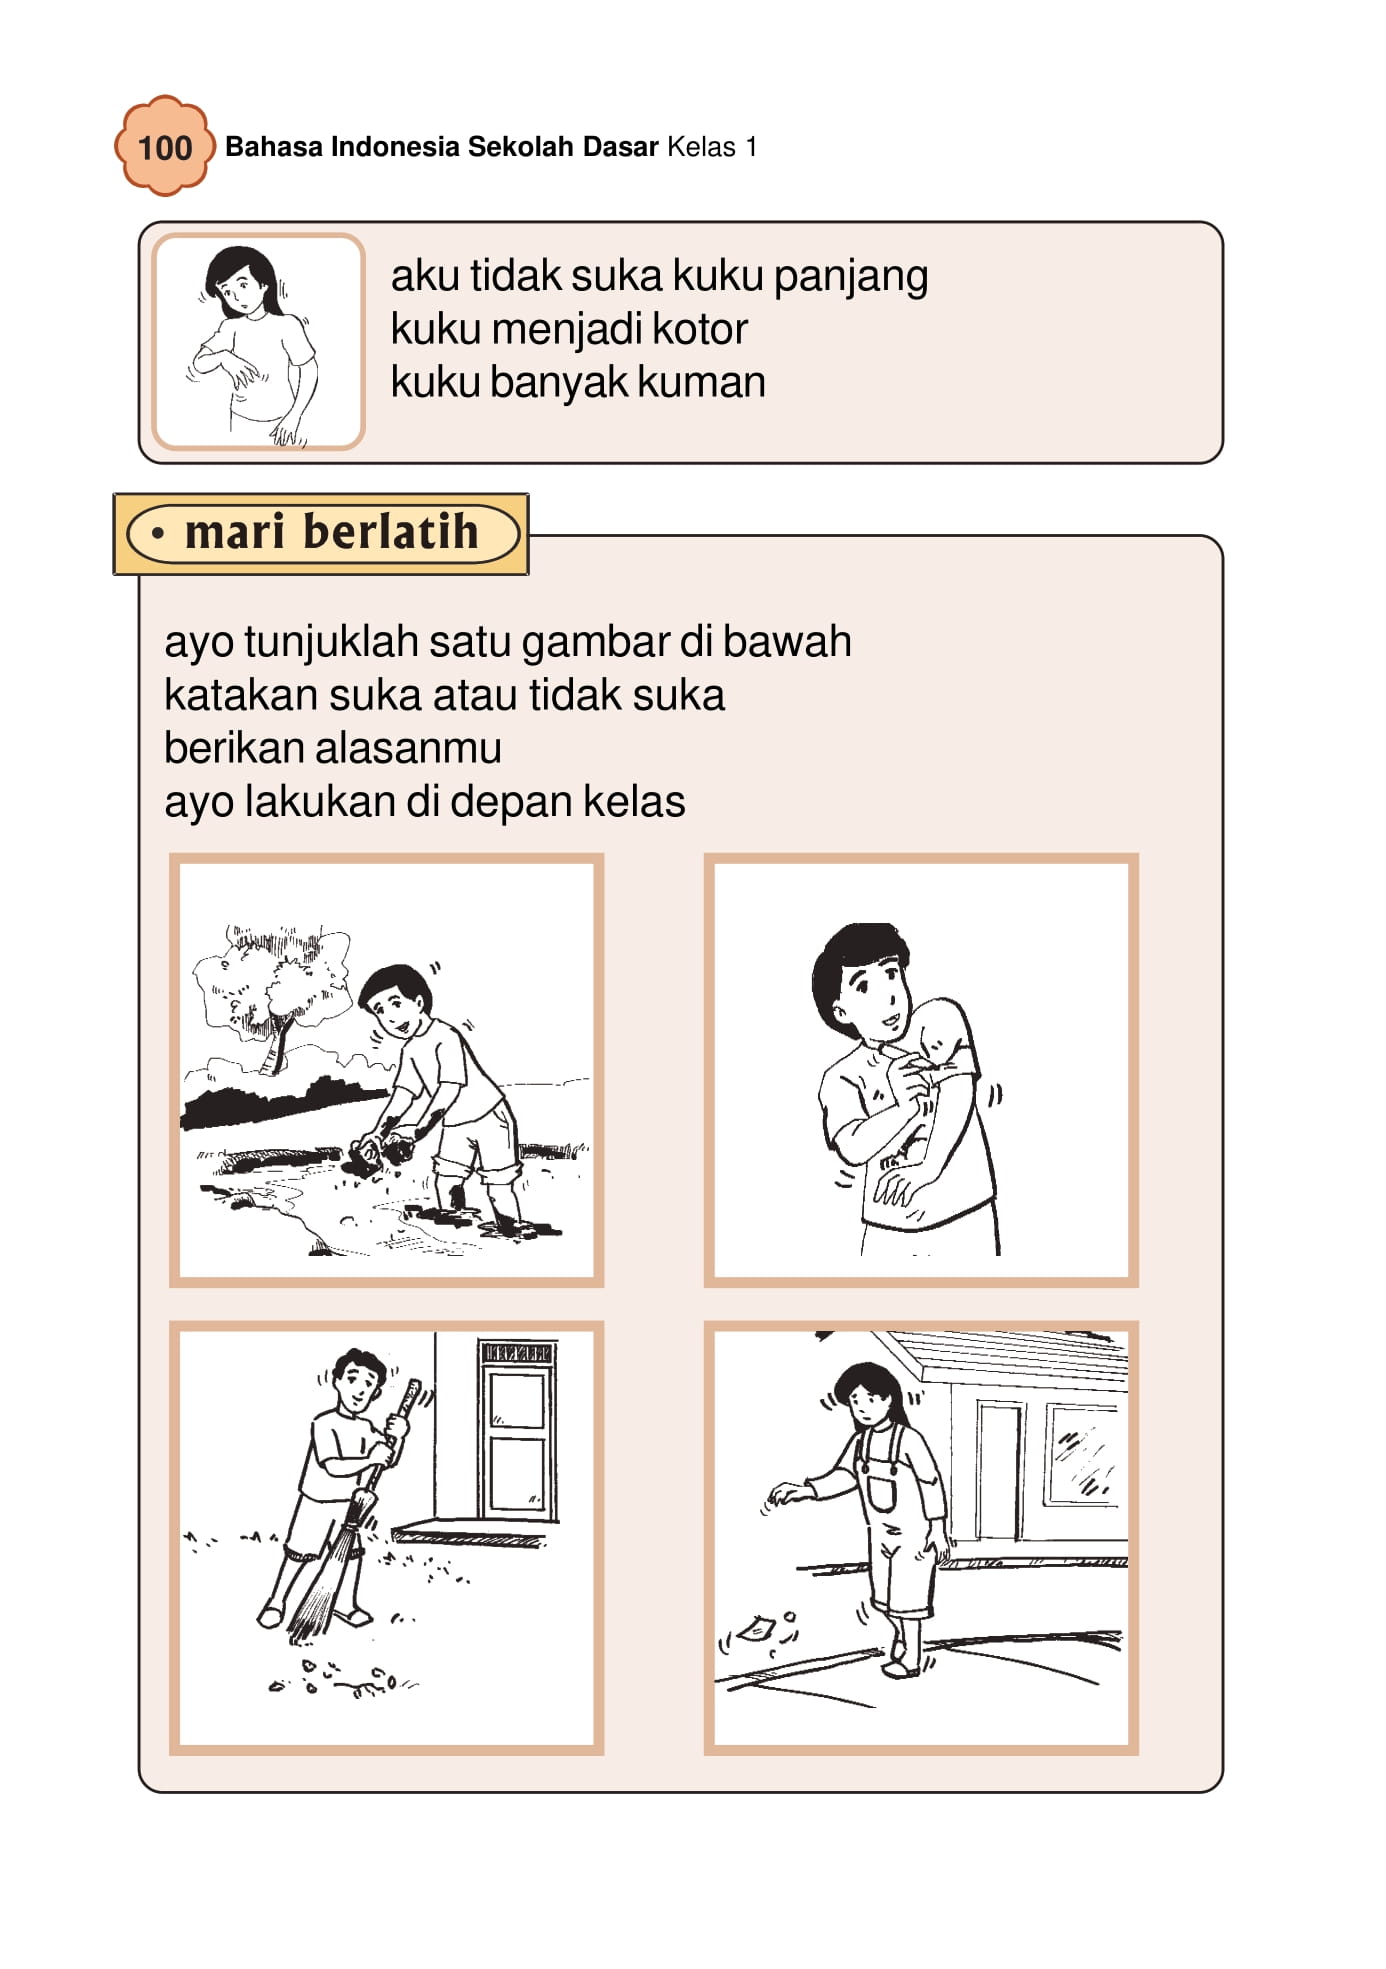 100 Bahasa Indonesia Sekolah Dasar Kelas 1
aku tidak suka kuku panjang
kuku menjadi kotor
kuku banyak kuman
• mari berlatih
ayo tunjuklah satu gambar di bawah
katakan suka atau tidak suka
berikan alasanmu
ayo lakukan di depan kelas